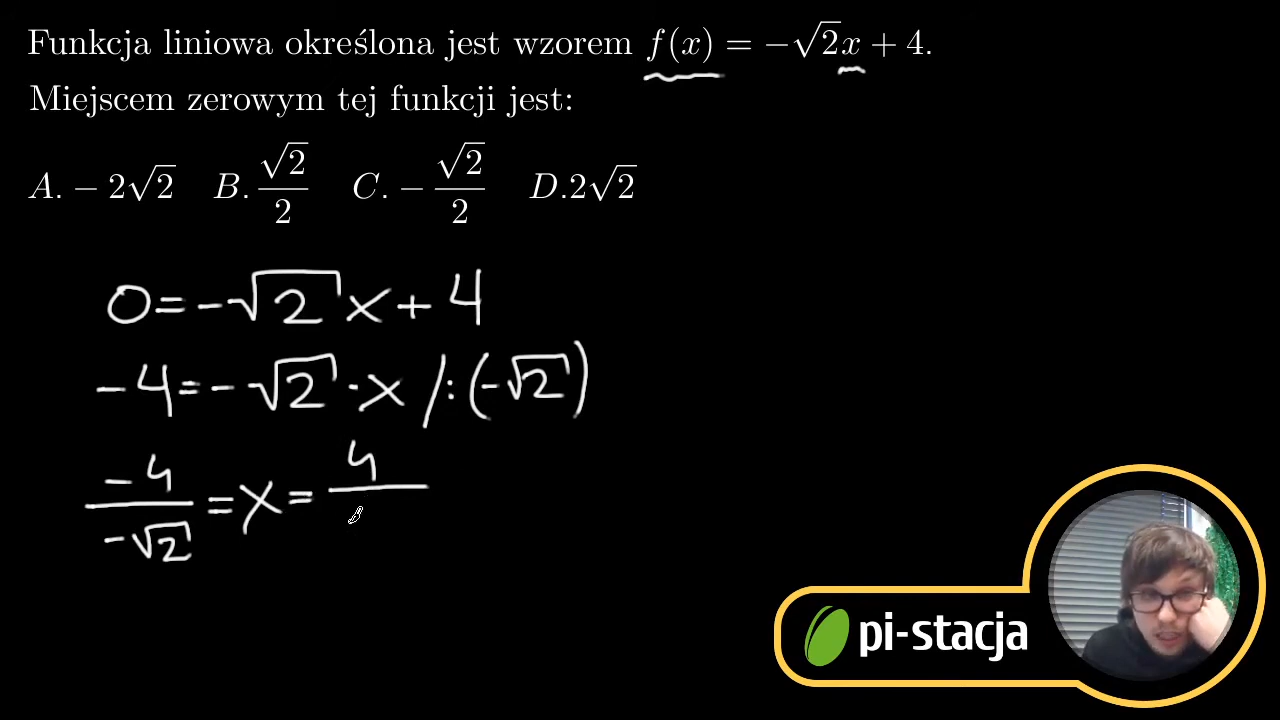 Funkcja liniowa określona jest wzorem f(x) = −√2x + 4.
Miejscem zerowym tej funkcji jest:
A. − 2√2 B. √2/2 C. − √2/2 D.2√2
0=-√2 x+4
-4=-√2·x /:(-√2)
-4/-√2 = x = 4/
pi-stacja